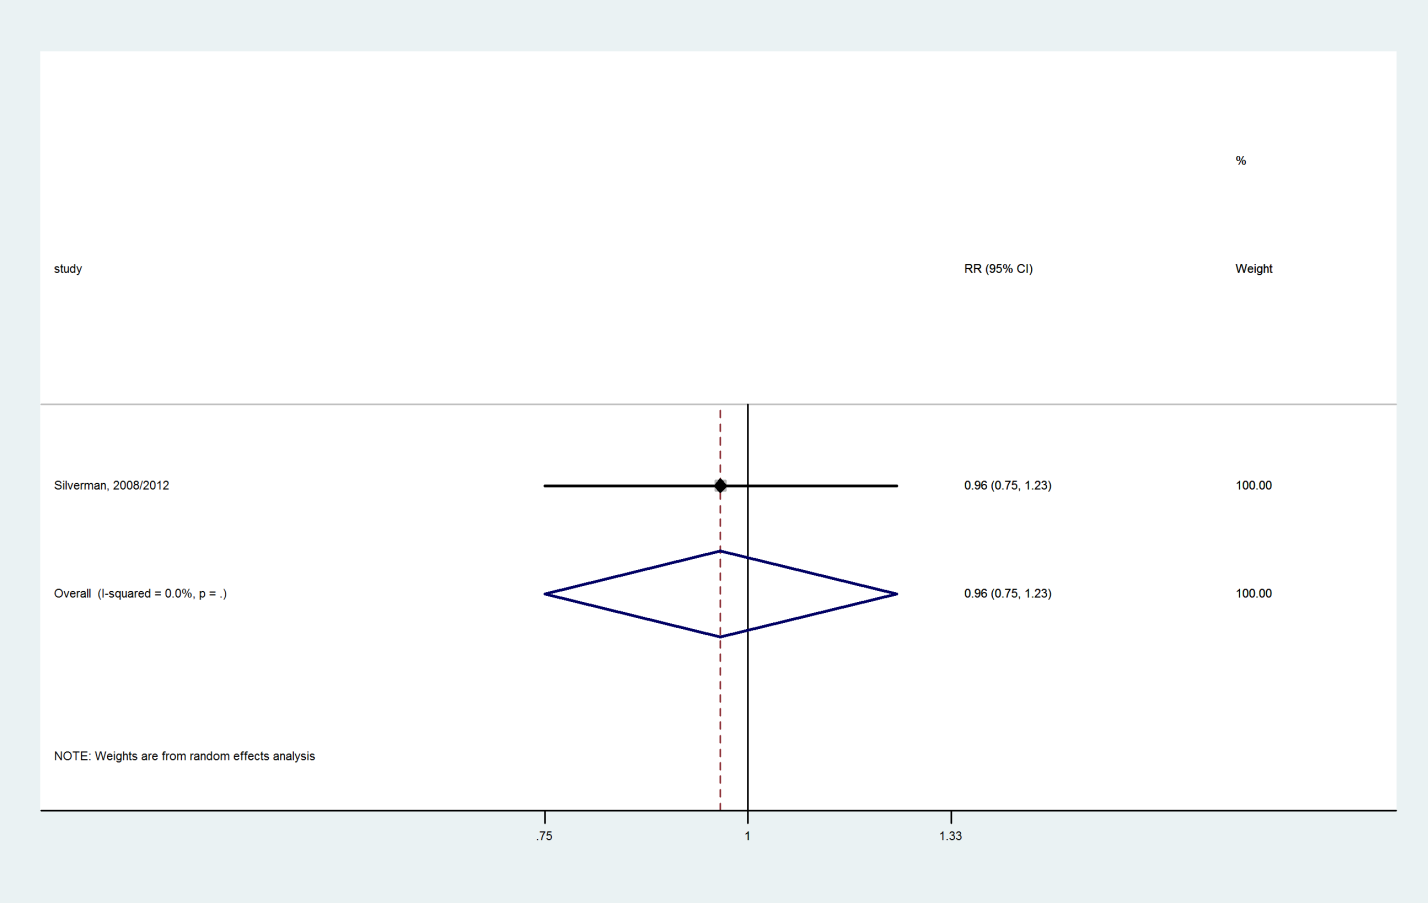 %
study RR (95% CI) Weight
Silverman, 2008/2012 0.96 (0.75, 1.23) 100.00
Overall  (I-squared = 0.0%, p = .) 0.96 (0.75, 1.23) 100.00
NOTE: Weights are from random effects analysis
.75 1 1.33